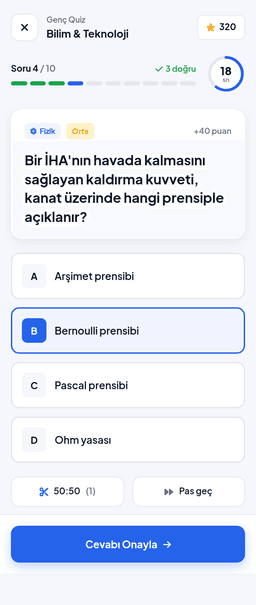 Genç Quiz
Bilim & Teknoloji
320
Soru 4 / 10
3 doğru
18
sn
Fizik
Orta
+40 puan
Bir İHA'nın havada kalmasını
sağlayan kaldırma kuvveti,
kanat üzerinde hangi prensiple
açıklanır?
A Arşimet prensibi
B Bernoulli prensibi
C Pascal prensibi
D Ohm yasası
50:50 (1)
Pas geç
Cevabı Onayla →